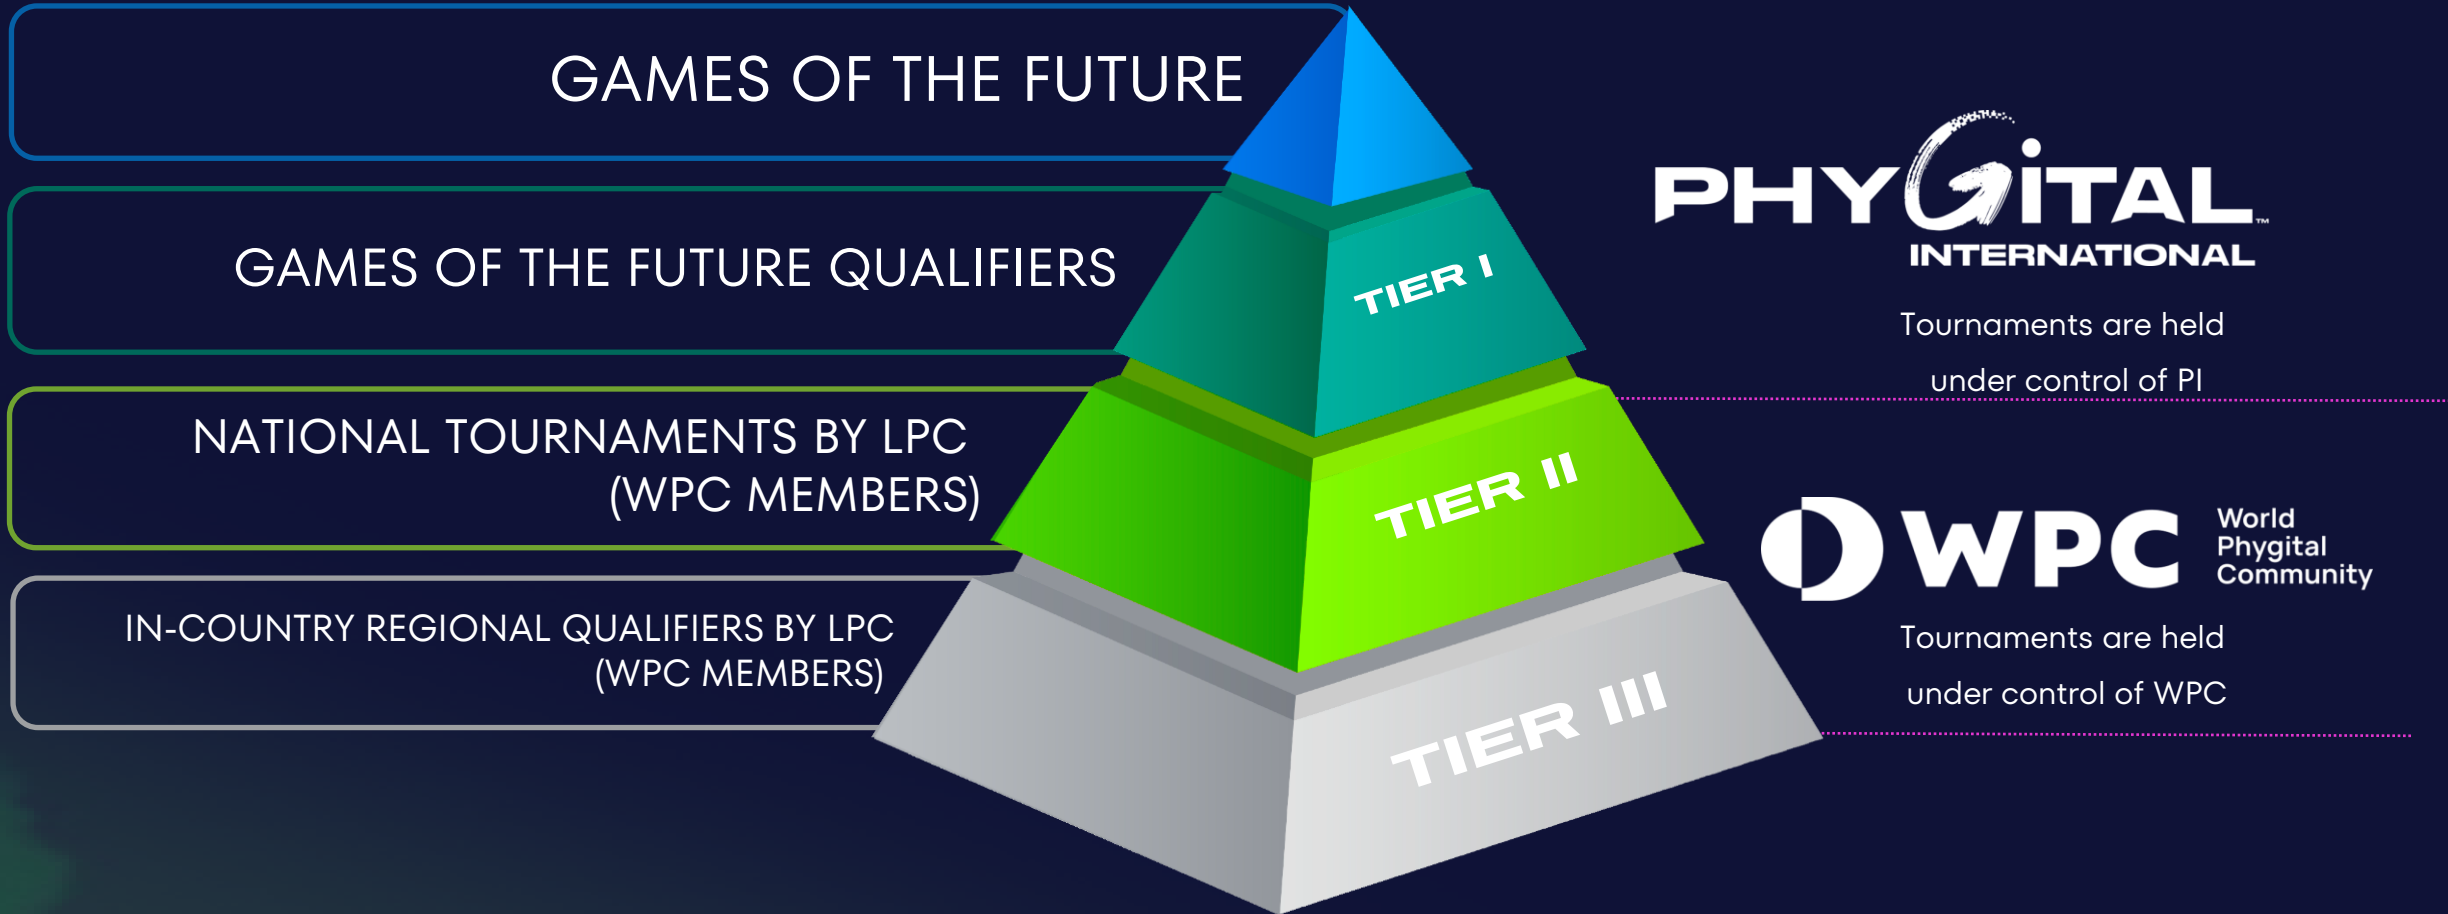 GAMES OF THE FUTURE
GAMES OF THE FUTURE QUALIFIERS
NATIONAL TOURNAMENTS BY LPC
(WPC MEMBERS)
IN-COUNTRY REGIONAL QUALIFIERS BY LPC
(WPC MEMBERS)
TIER I
TIER II
TIER III
PHYGITAL™
INTERNATIONAL
Tournaments are held
under control of PI
WPC
World
Phygital
Community
Tournaments are held
under control of WPC